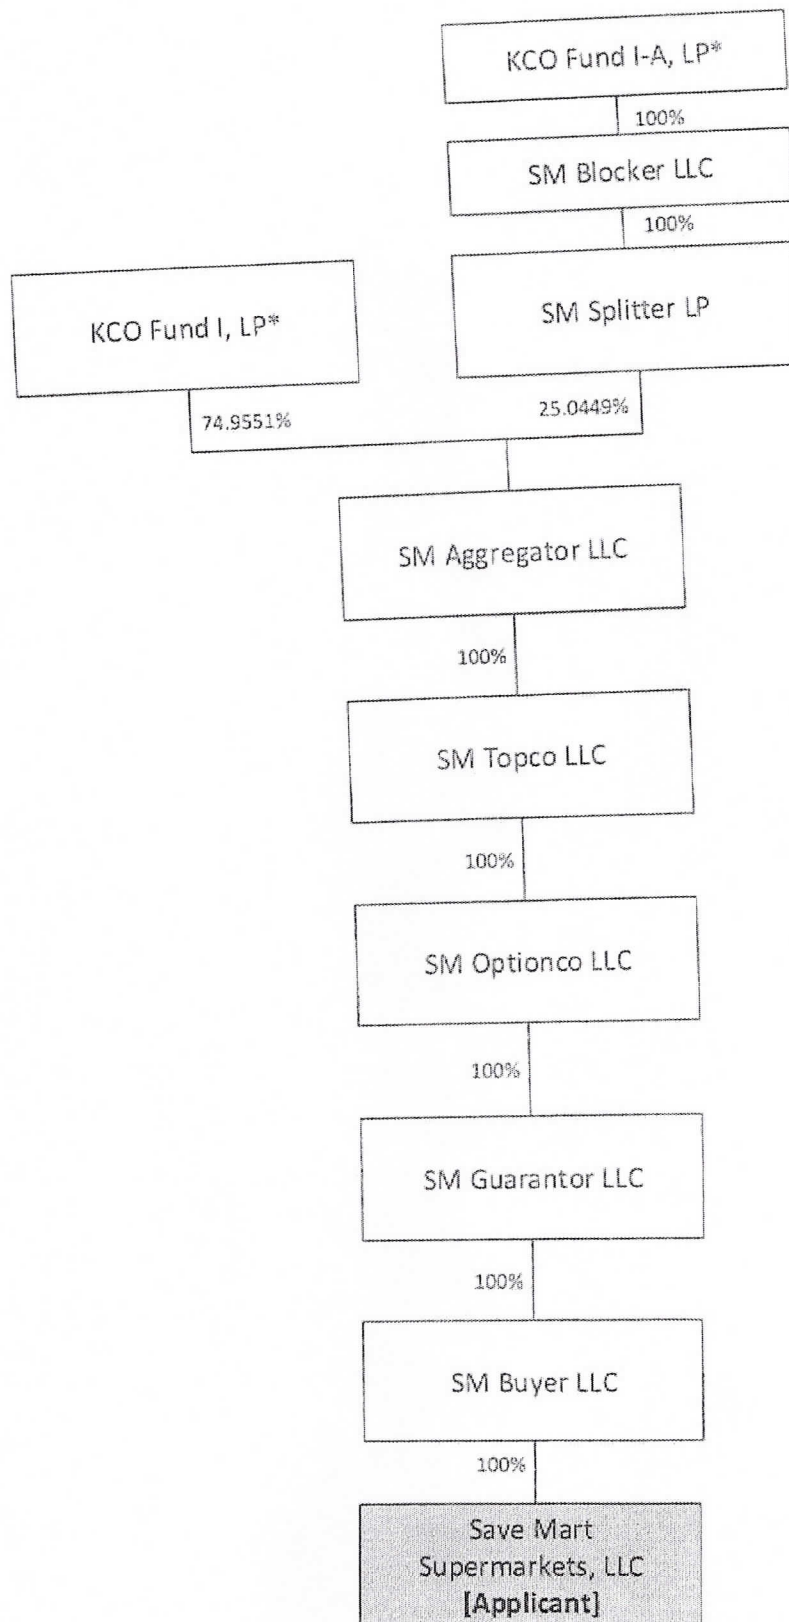 KCO Fund I-A, LP*
100%
SM Blocker LLC
100%
KCO Fund I, LP*
SM Splitter LP
74.9551%
25.0449%
SM Aggregator LLC
100%
SM Topco LLC
100%
SM Optionco LLC
100%
SM Guarantor LLC
100%
SM Buyer LLC
100%
Save Mart
Supermarkets, LLC
[Applicant]